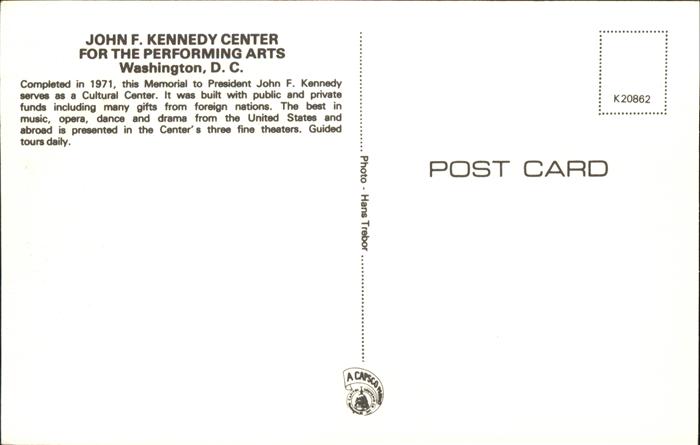 JOHN F. KENNEDY CENTER
FOR THE PERFORMING ARTS
Washington, D. C.
Completed in 1971, this Memorial to President John F. Kennedy
serves as a Cultural Center. It was built with public and private
funds including many gifts from foreign nations. The best in
music, opera, dance and drama from the United States and
abroad is presented in the Center's three fine theaters. Guided
tours daily.
Photo - Hans Trebor
A CAPSCO
K20862
POST CARD